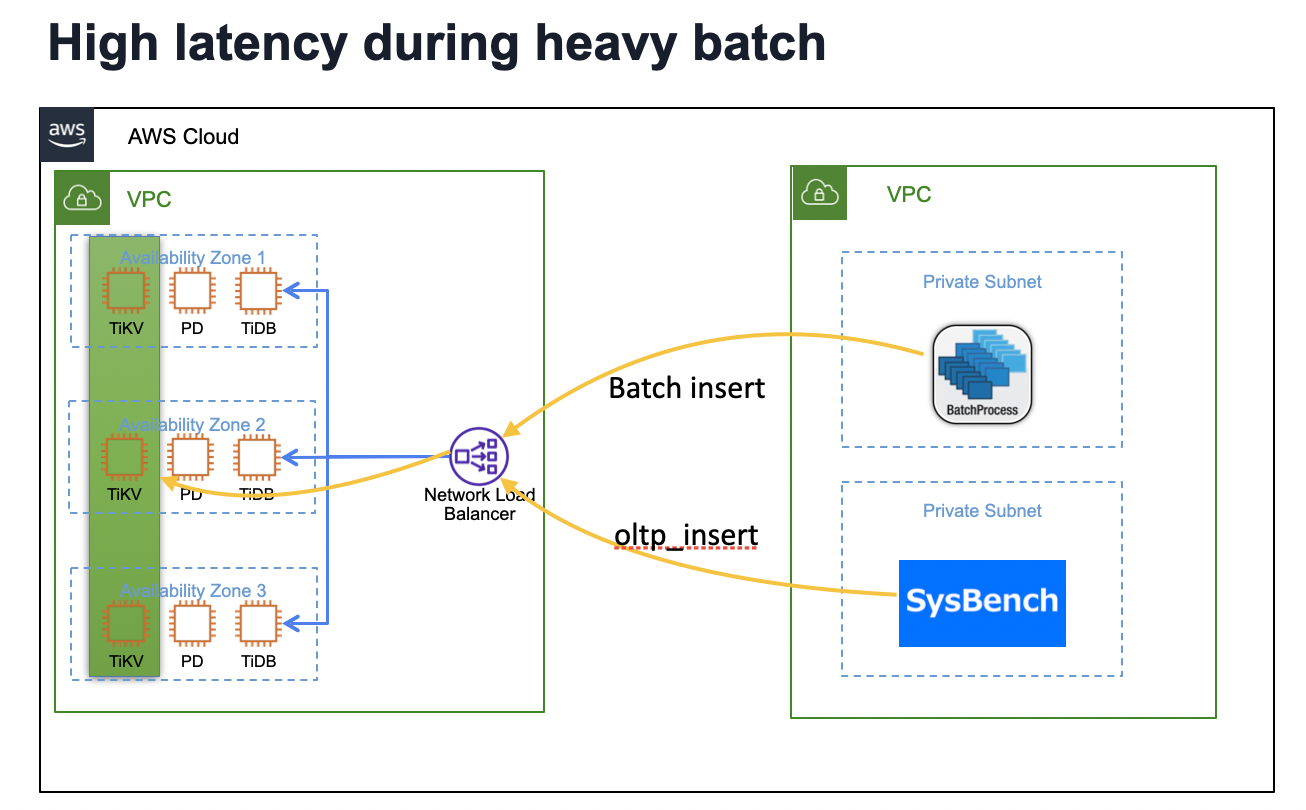 High latency during heavy batch
aws
AWS Cloud
VPC
Availability Zone 1
TiKV
PD
TiDB
Availability Zone 2
TiKV
PD
TiDB
Availability Zone 3
TiKV
PD
TiDB
Network Load
Balancer
Batch insert
oltp_insert
VPC
Private Subnet
BatchProcess
Private Subnet
SysBench